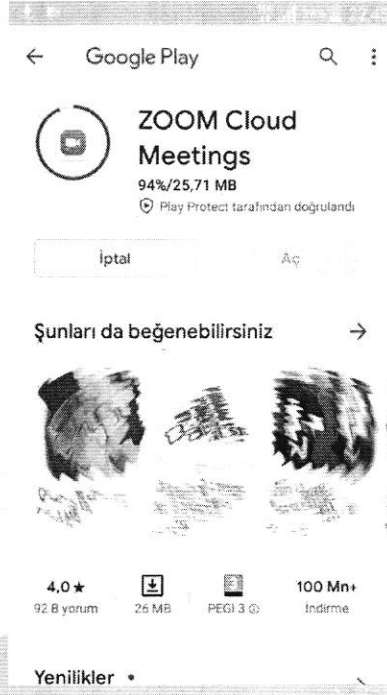 Google Play
ZOOM Cloud
Meetings
94%/25,71 MB
Play Protect tarafından doğrulandı
İptal
Aç
Şunları da beğenebilirsiniz
4,0★
92 B yorum
26 MB
3
PEGI 3
100 Mn+
İndirme
Yenilikler •